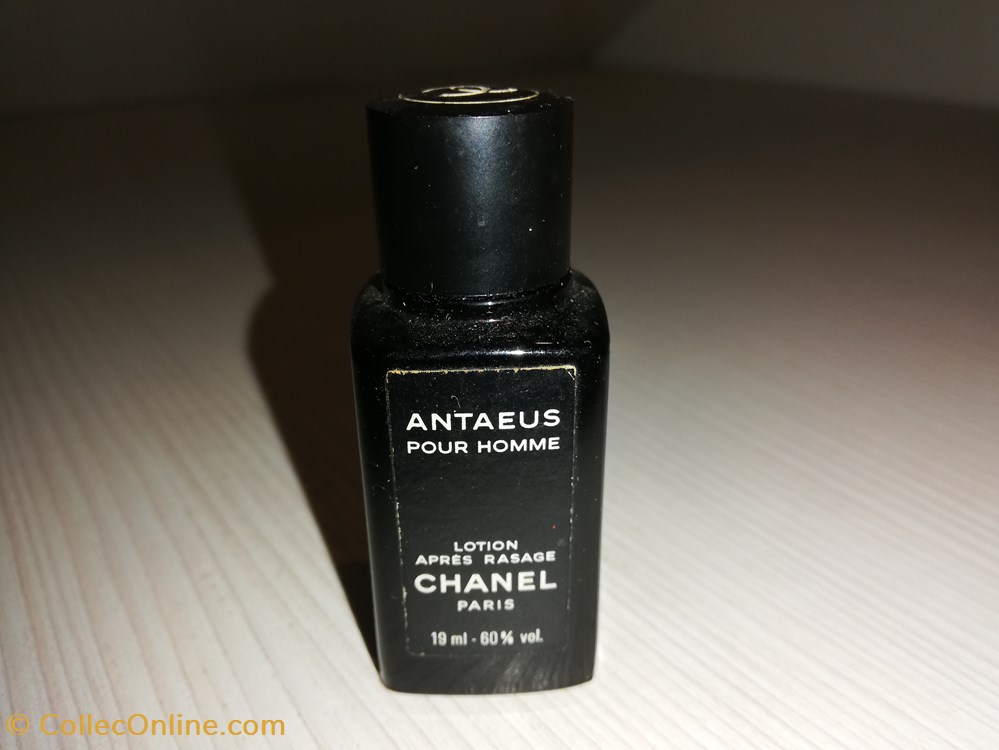 ANTAEUS
POUR HOMME
LOTION
APRÈS RASAGE
CHANEL
PARIS
19 ml - 60% vol.
© CollecOnline.com